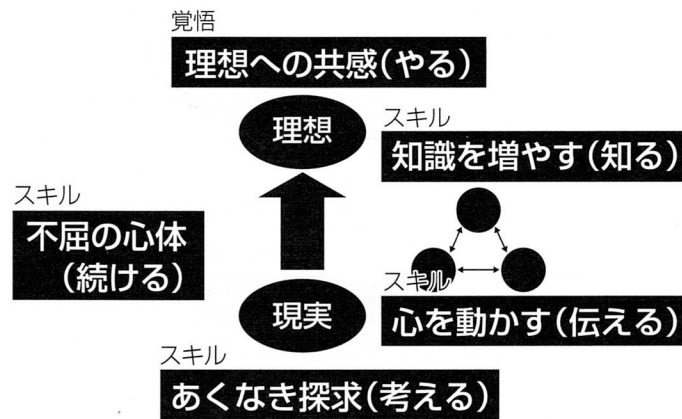 覚悟
理想への共感(やる)
理想
スキル
知識を増やす(知る)
スキル
不屈の心体
(続ける)
現実
スキル
心を動かす(伝える)
スキル
あくなき探求(考える)